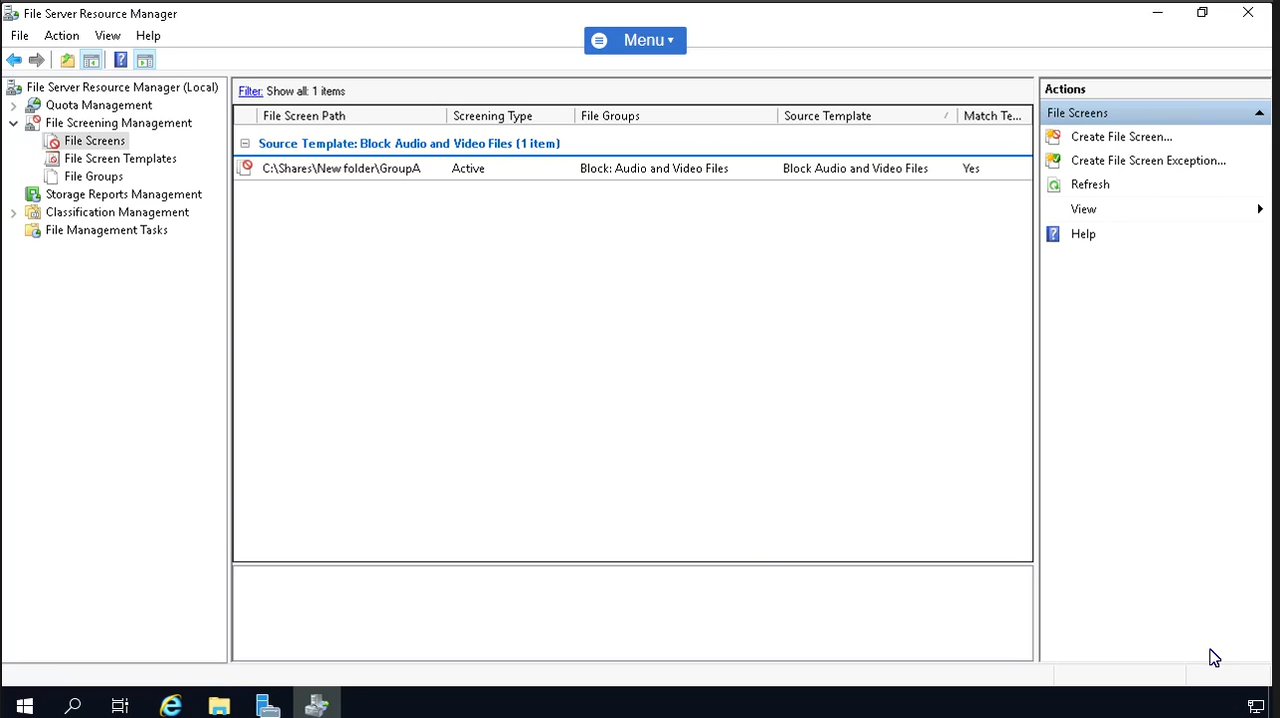 File Server Resource Manager
File Action View Help
Menu
File Server Resource Manager (Local)
Quota Management
File Screening Management
File Screens
File Screen Templates
File Groups
Storage Reports Management
Classification Management
File Management Tasks
Filter: Show all: 1 items
File Screen Path Screening Type File Groups Source Template Match Te...
Source Template: Block Audio and Video Files (1 item)
C:\Shares\New folder\GroupA Active Block: Audio and Video Files Block Audio and Video Files Yes
Actions
File Screens
Create File Screen...
Create File Screen Exception...
Refresh
View
Help